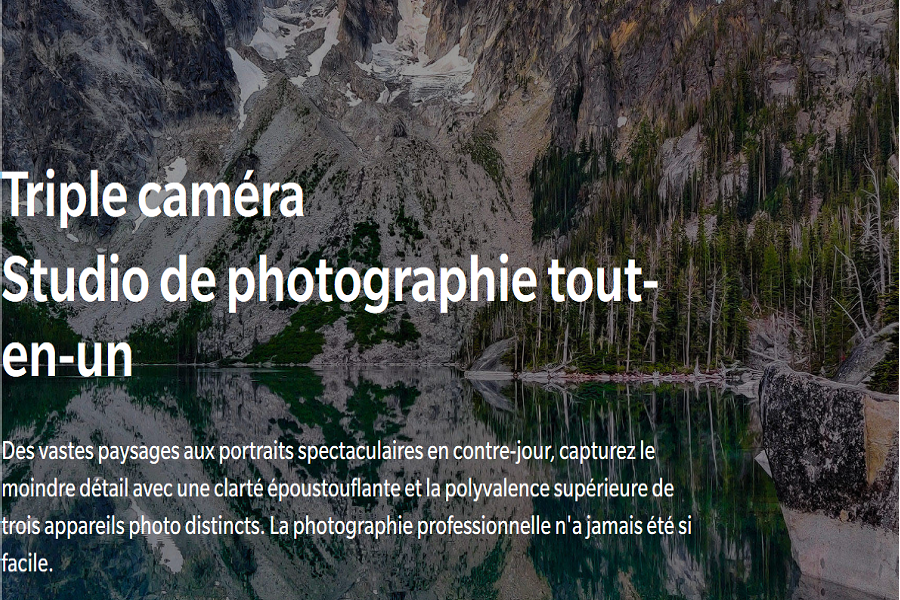 Triple caméra
Studio de photographie tout-
en-un
Des vastes paysages aux portraits spectaculaires en contre-jour, capturez le
moindre détail avec une clarté époustouflante et la polyvalence supérieure de
trois appareils photo distincts. La photographie professionnelle n'a jamais été si
facile.